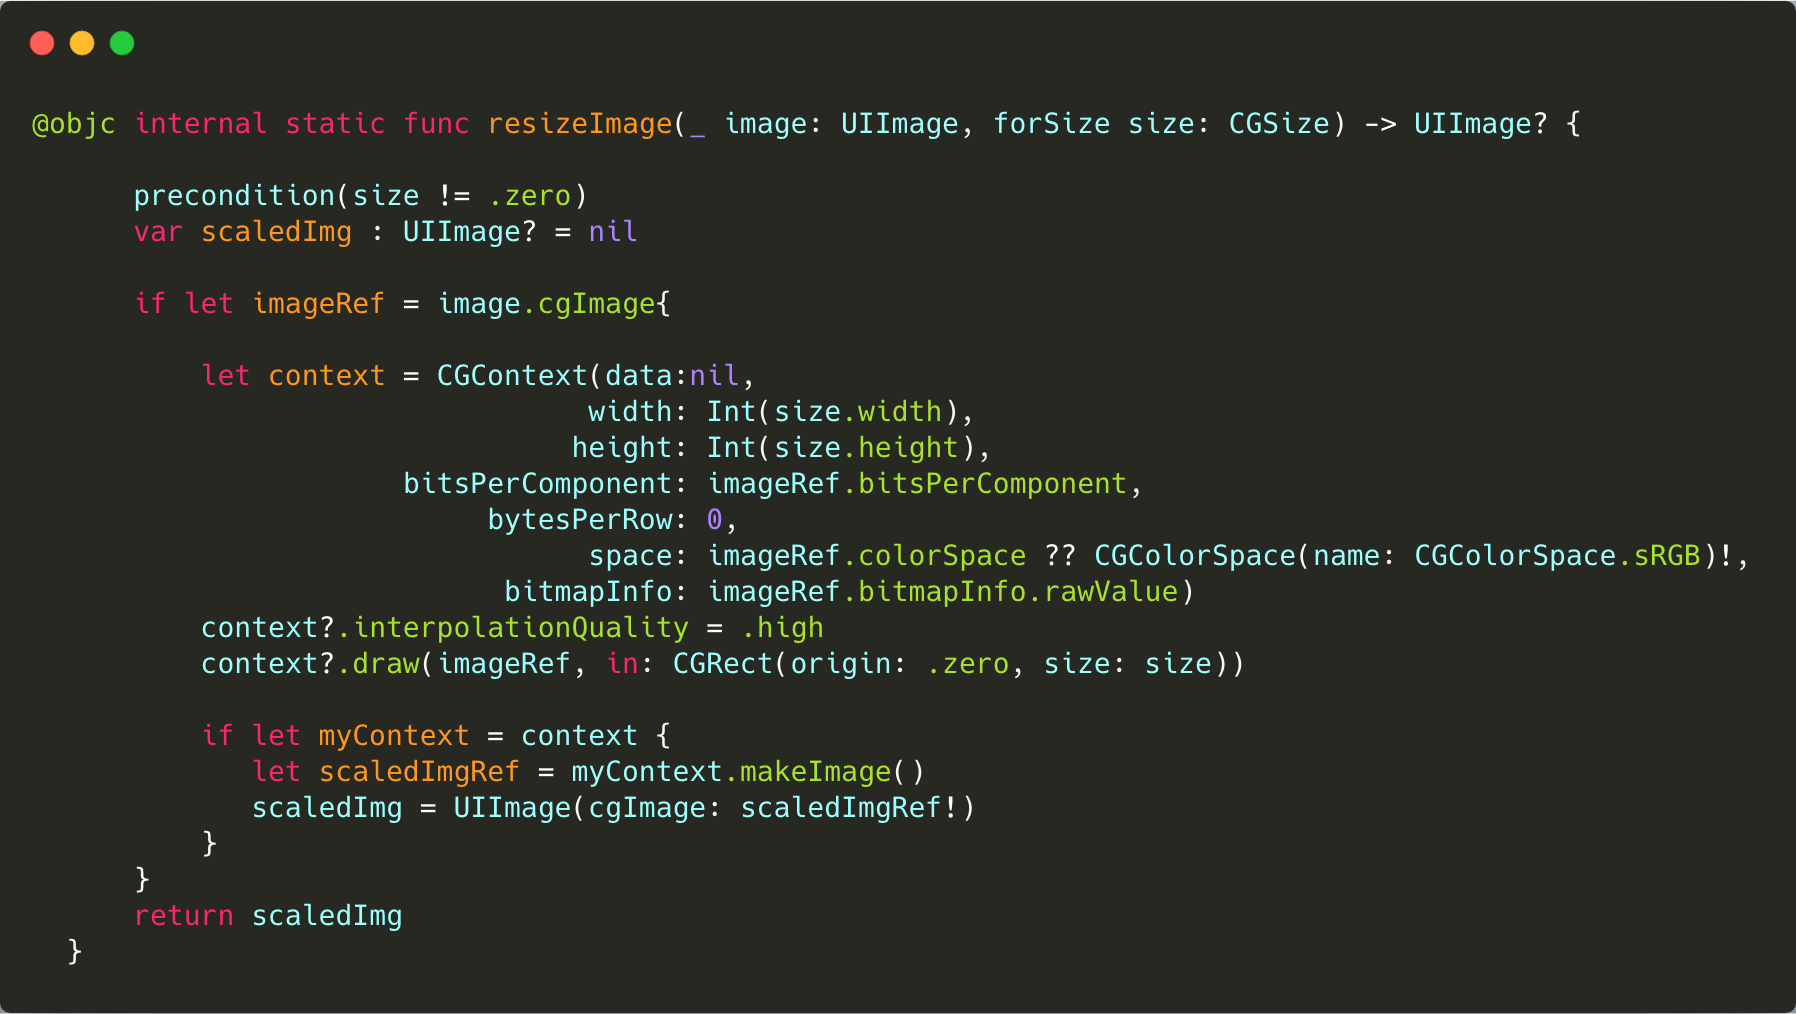 @objc internal static func resizeImage(_ image: UIImage, forSize size: CGSize) -> UIImage? {
precondition(size != .zero)
var scaledImg : UIImage? = nil
if let imageRef = image.cgImage{
let context = CGContext(data:nil,
width: Int(size.width),
height: Int(size.height),
bitsPerComponent: imageRef.bitsPerComponent,
bytesPerRow: 0,
space: imageRef.colorSpace ?? CGColorSpace(name: CGColorSpace.sRGB)!,
bitmapInfo: imageRef.bitmapInfo.rawValue)
context?.interpolationQuality = .high
context?.draw(imageRef, in: CGRect(origin: .zero, size: size))
if let myContext = context {
let scaledImgRef = myContext.makeImage()
scaledImg = UIImage(cgImage: scaledImgRef!)
}
}
return scaledImg
}